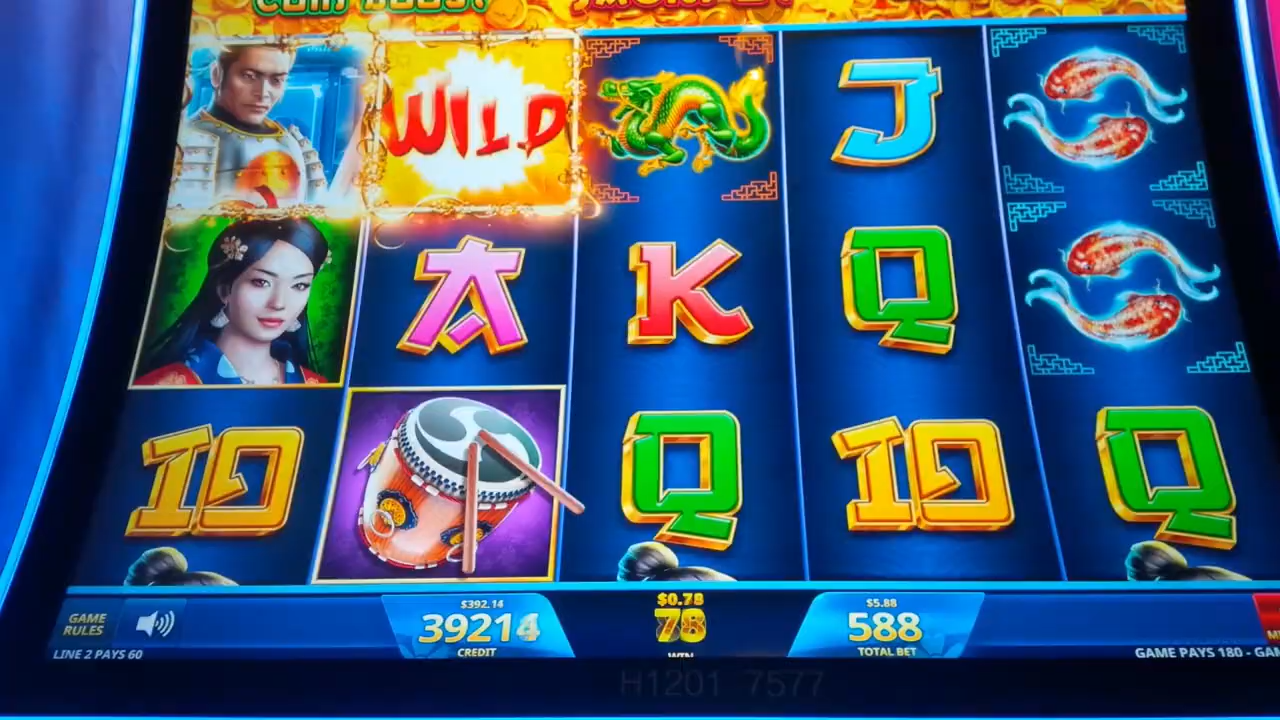 WILD
J
A
K
Q
10
Q
10
Q
GAME
RULES
$392.14
39214
CREDIT
$0.78
78
WIN
$5.88
588
TOTAL BET
LINE 2 PAYS 60
GAME PAYS 180 - GAM
H1201 7577